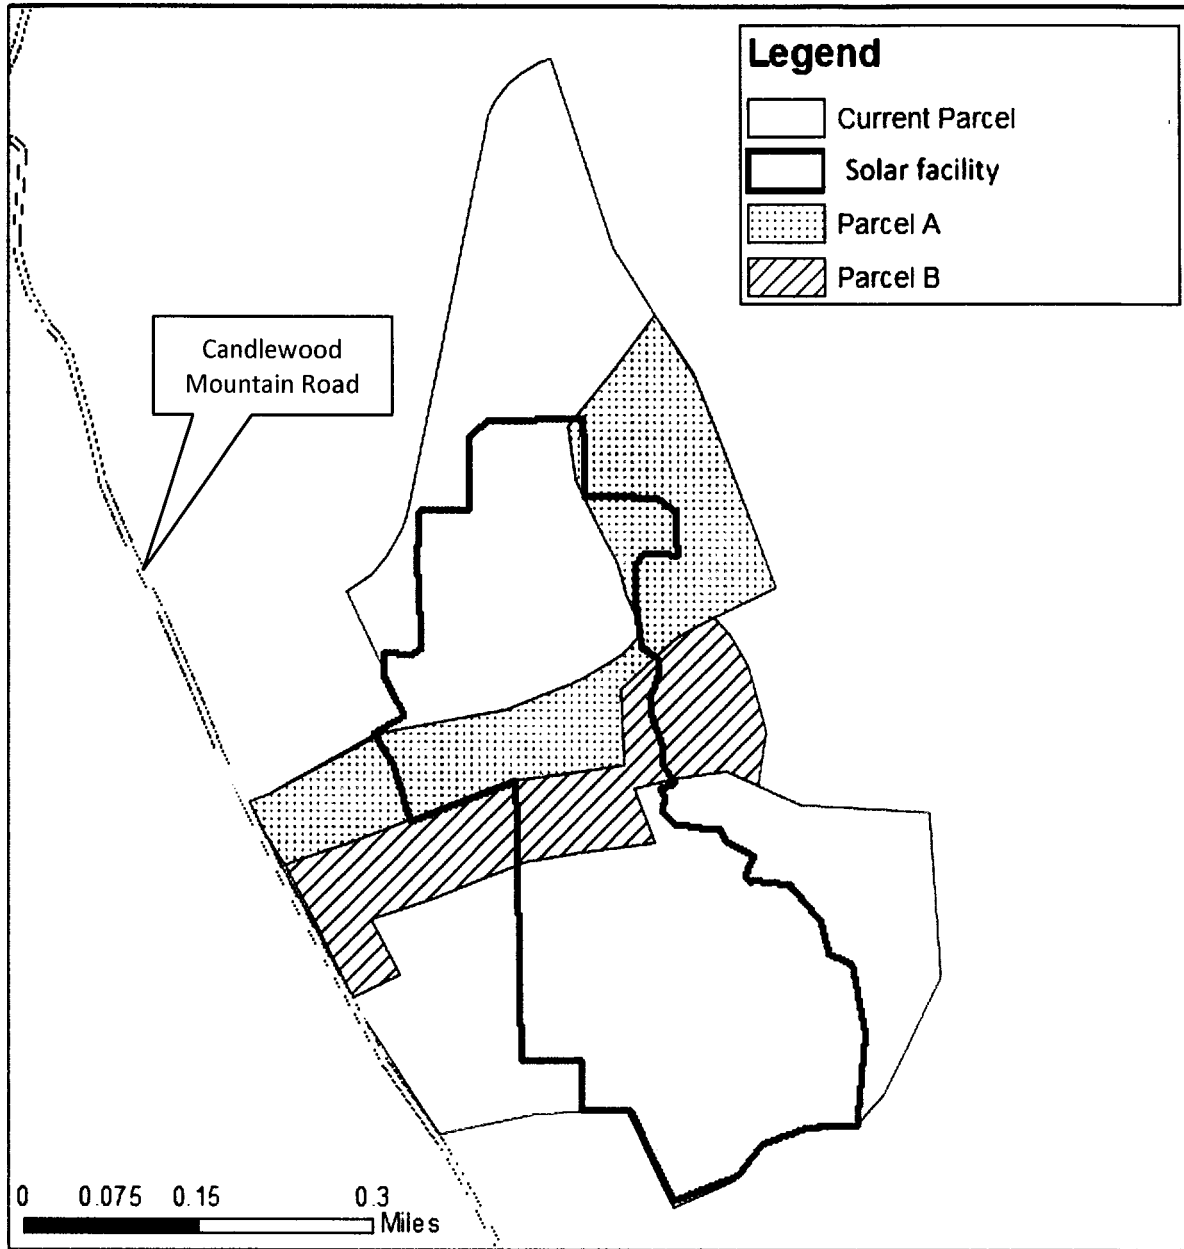 Legend
Current Parcel
Solar facility
Parcel A
Parcel B
Candlewood
Mountain Road
0 0.075 0.15 0.3
Miles